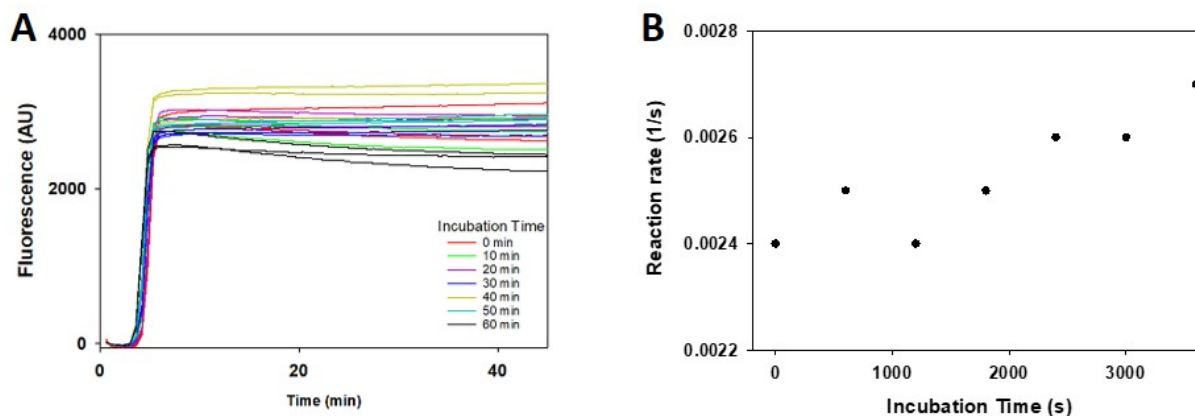 A
Fluorescence (AU)
4000
2000
0
0
20
40
Time (min)
Incubation Time
0 min
10 min
20 min
30 min
40 min
50 min
60 min
B
Reaction rate (1/s)
0.0028
0.0026
0.0024
0.0022
0
1000
2000
3000
Incubation Time (s)